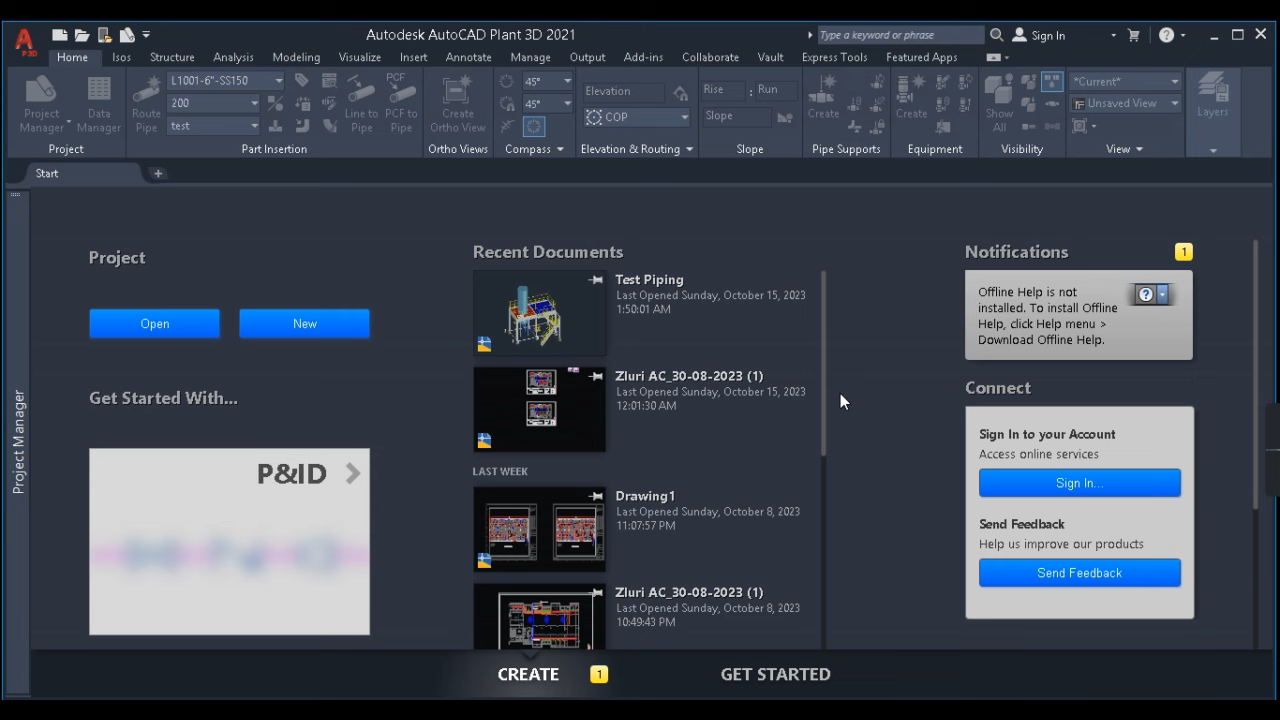 Autodesk AutoCAD Plant 3D 2021
Type a keyword or phrase
Sign In
P3D
Home
Isos
Structure
Analysis
Modeling
Visualize
Insert
Annotate
Manage
Output
Add-ins
Collaborate
Vault
Express Tools
Featured Apps
Project
Manager
Data
Manager
Project
Route
Pipe
L1001-6"-SS150
200
test
Line to
Pipe
PCF
PCF to
Pipe
Part Insertion
Create
Ortho View
Ortho Views
45°
45°
Compass
Elevation
COP
Elevation & Routing
Rise : Run
Slope
Slope
Create
Pipe Supports
Create
Equipment
Show
All
Visibility
*Current*
Unsaved View
View
Layers
Start
Project Manager
Project
Open
New
Get Started With...
P&ID
Recent Documents
Test Piping
Last Opened Sunday, October 15, 2023
1:50:01 AM
Zluri AC_30-08-2023 (1)
Last Opened Sunday, October 15, 2023
12:01:30 AM
LAST WEEK
Drawing1
Last Opened Sunday, October 8, 2023
11:07:57 PM
Zluri AC_30-08-2023 (1)
Last Opened Sunday, October 8, 2023
10:49:43 PM
Notifications
1
Offline Help is not
installed. To install Offline
Help, click Help menu >
Download Offline Help.
Connect
Sign In to your Account
Access online services
Sign In...
Send Feedback
Help us improve our products
Send Feedback
CREATE
1
GET STARTED